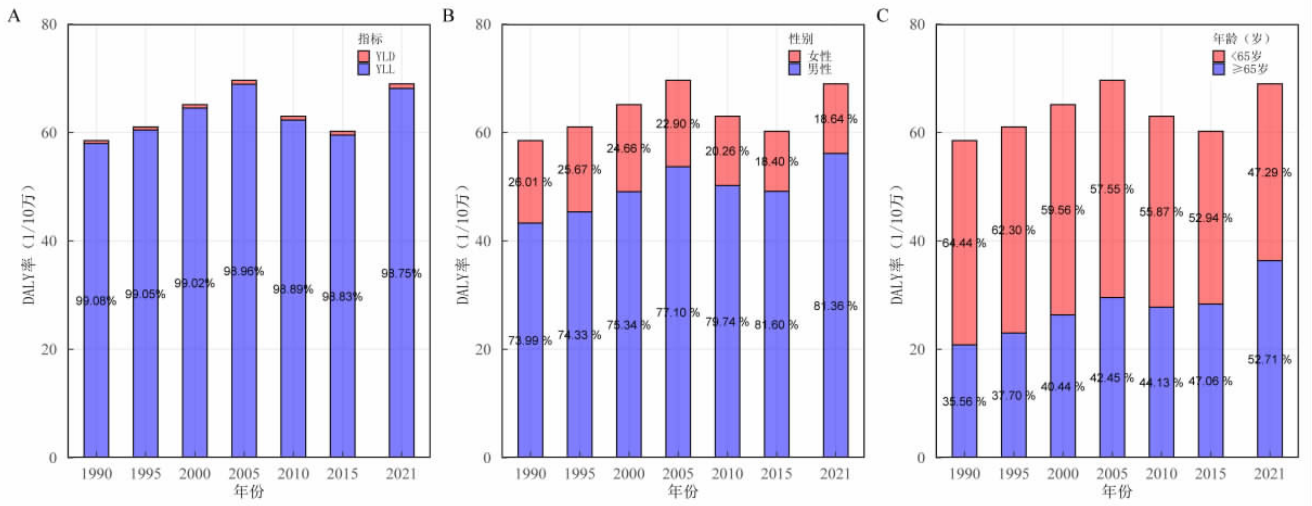 A
指标
YLD
YLL
DALY率（1/10万）
80
60
40
20
0
99.08%
99.05%
99.02%
98.96%
98.89%
98.83%
98.75%
1990 1995 2000 2005 2010 2015 2021
年份
B
性别
女性
男性
DALY率（1/10万）
80
60
40
20
0
26.01 %
25.67 %
24.66 %
22.90 %
20.26 %
18.40 %
18.64 %
73.99 %
74.33 %
75.34 %
77.10 %
79.74 %
81.60 %
81.36 %
1990 1995 2000 2005 2010 2015 2021
年份
C
年龄（岁）
<65岁
≥65岁
DALY率（1/10万）
80
60
40
20
0
64.44 %
62.30 %
59.56 %
57.55 %
55.87 %
52.94 %
47.29 %
35.56 %
37.70 %
40.44 %
42.45 %
44.13 %
47.06 %
52.71 %
1990 1995 2000 2005 2010 2015 2021
年份